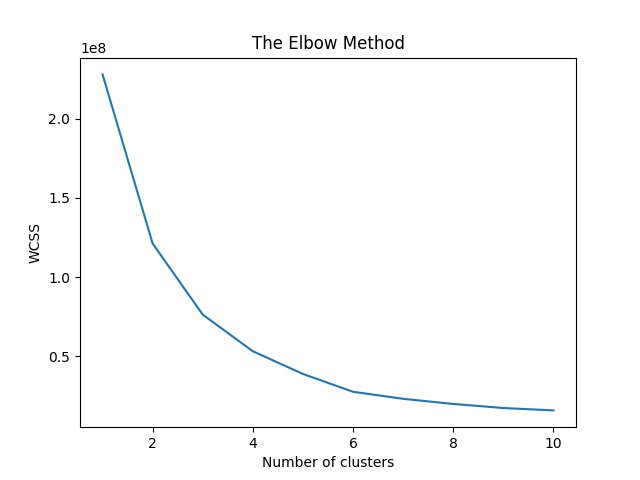 The Elbow Method
1e8
2.0
1.5
1.0
0.5
WCSS
2 4 6 8 10
Number of clusters